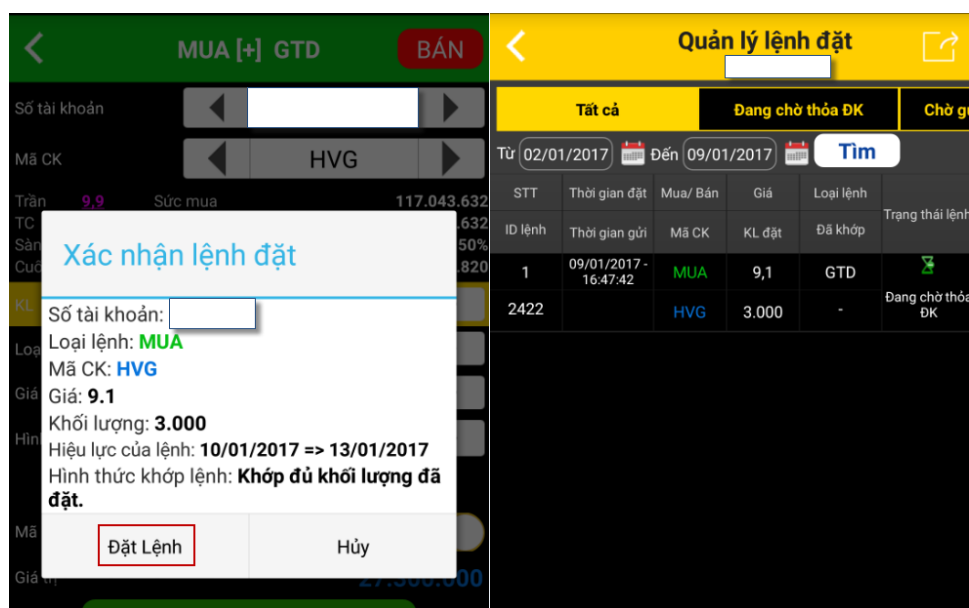 MUA [+] GTD
BÁN
Số tài khoản
Mã CK
HVG
Trần
9,9
Sức mua
117.043.632
TC
.632
Sàn
50%
Cuố
.820
KL
Loạ
Giá
Hìn
Mã
Giá trị
27.300.000
Xác nhận lệnh đặt
Số tài khoản:
Loại lệnh: MUA
Mã CK: HVG
Giá: 9.1
Khối lượng: 3.000
Hiệu lực của lệnh: 10/01/2017 => 13/01/2017
Hình thức khớp lệnh: Khớp đủ khối lượng đã
đặt.
Đặt Lệnh
Hủy
Quản lý lệnh đặt
Tất cả
Đang chờ thỏa ĐK
Chờ gử
Từ 02/01/2017 Đến 09/01/2017 Tìm
STT Thời gian đặt Mua/ Bán Giá Loại lệnh
Trạng thái lệnh
ID lệnh Thời gian gửi Mã CK KL đặt Đã khớp
1 09/01/2017 - 16:47:42 MUA 9,1 GTD
2422 HVG 3.000 -
Đang chờ thỏa
ĐK